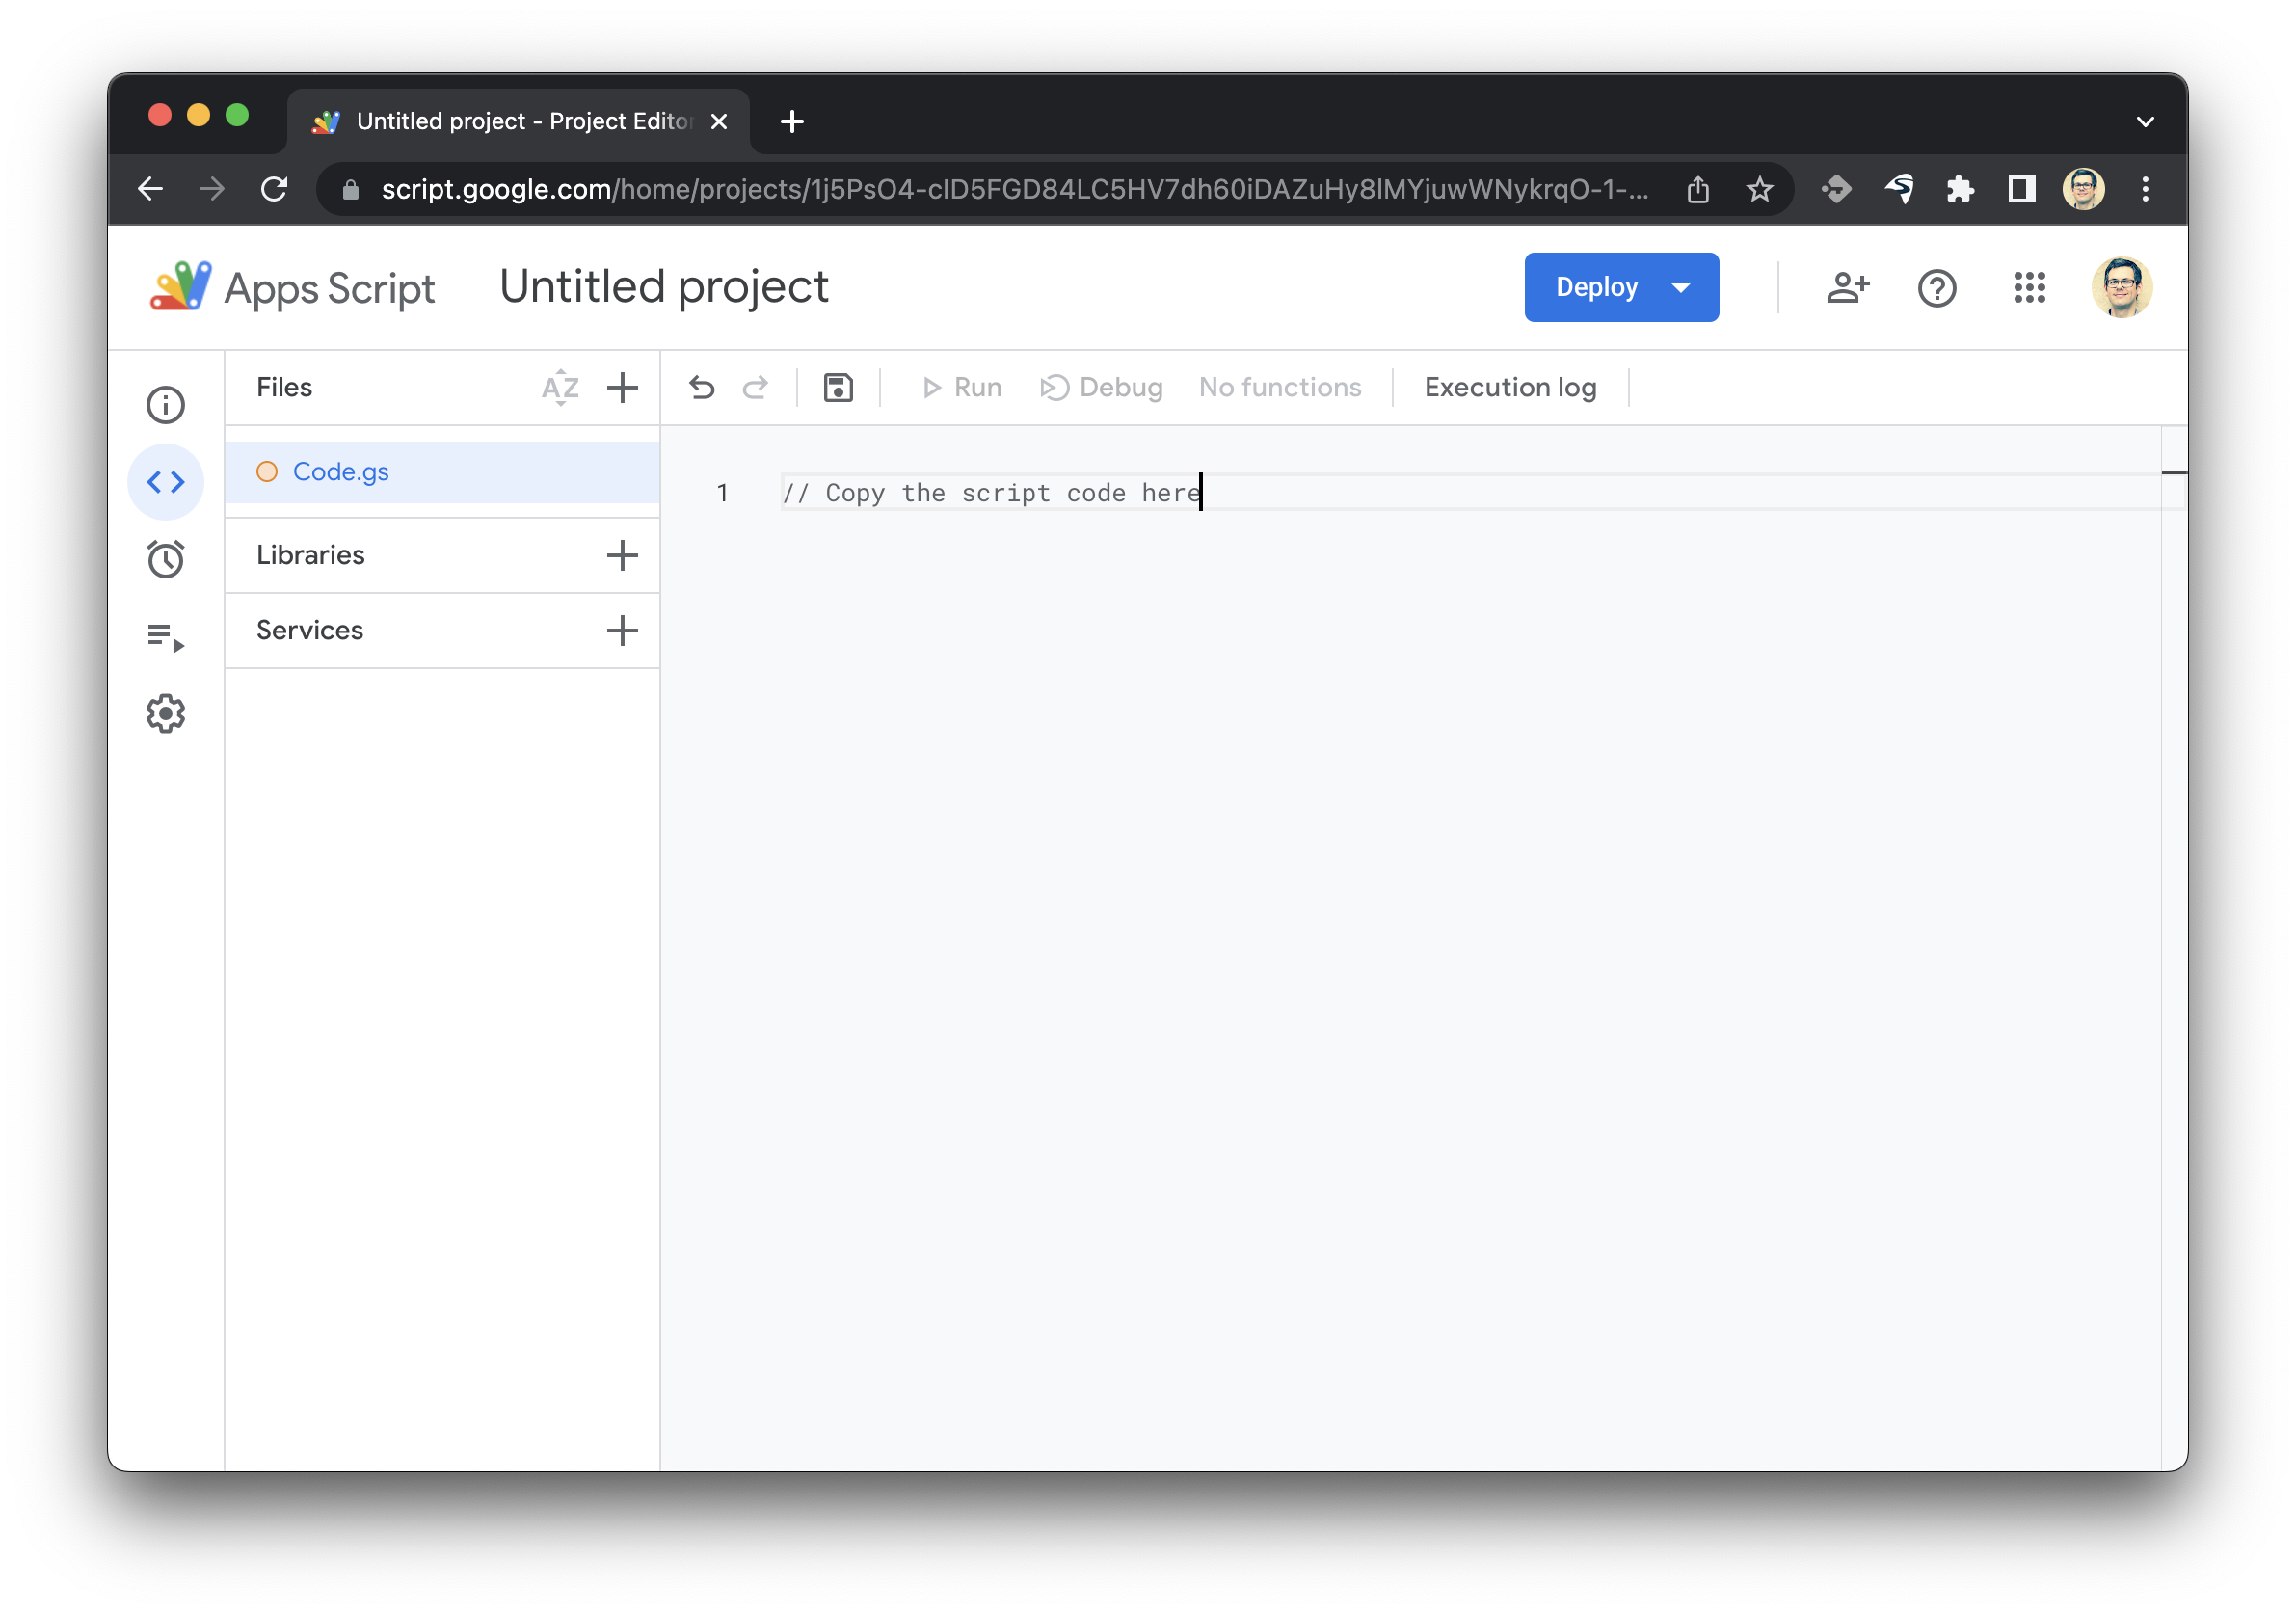 Untitled project - Project Editor
script.google.com/home/projects/1j5PsO4-cID5FGD84LC5HV7dh60iDAZuHy8lMYjuwWNykrqO-1-...
Apps Script Untitled project Deploy
Files AZ Run Debug No functions Execution log
Code.gs
1 // Copy the script code here
Libraries
Services